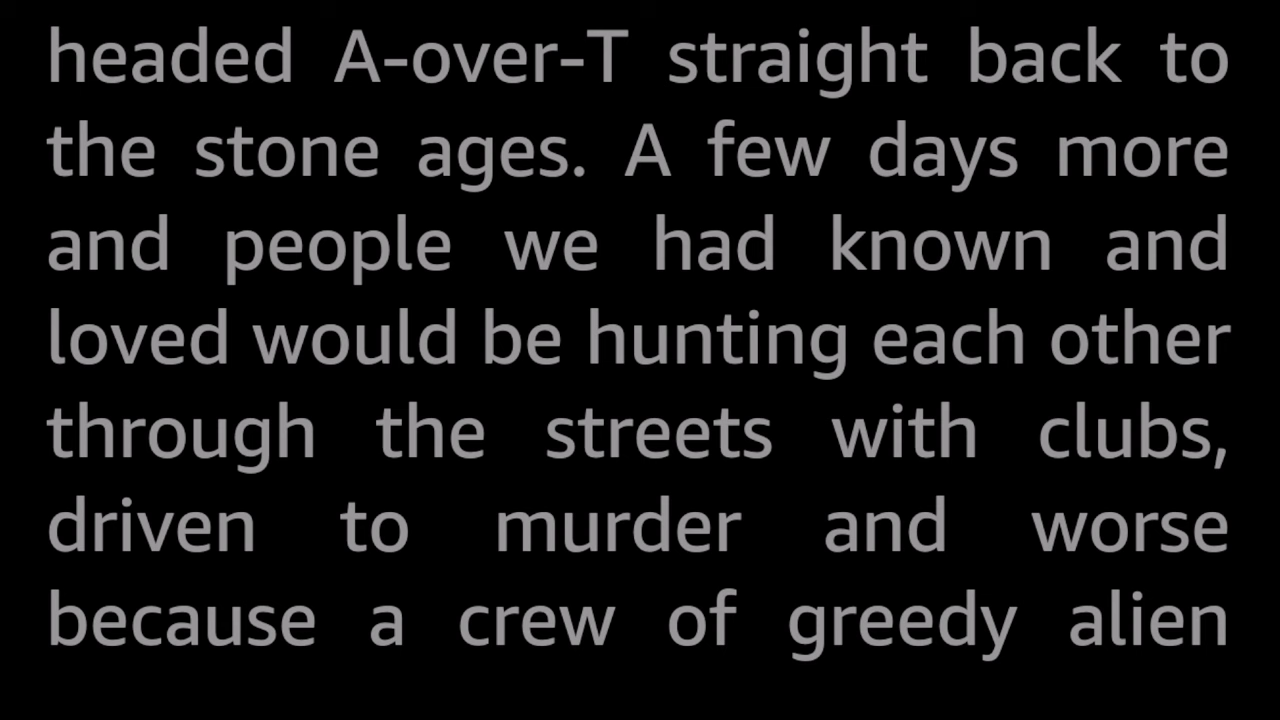 headed A-over-T straight back to
the stone ages. A few days more
and people we had known and
loved would be hunting each other
through the streets with clubs,
driven to murder and worse
because a crew of greedy alien